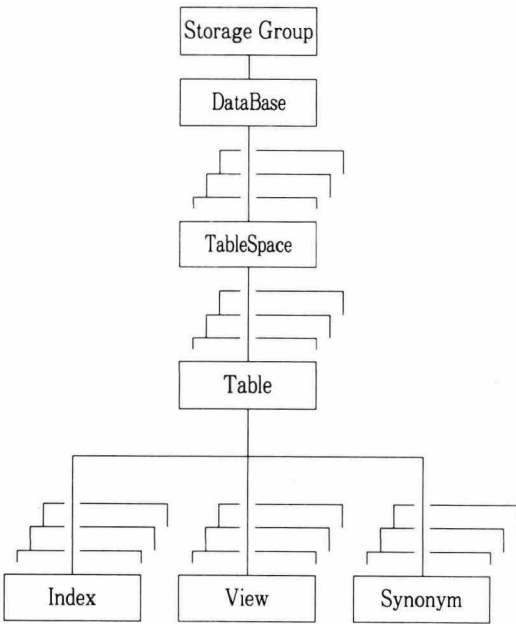 Storage Group
DataBase
TableSpace
Table
Index
View
Synonym